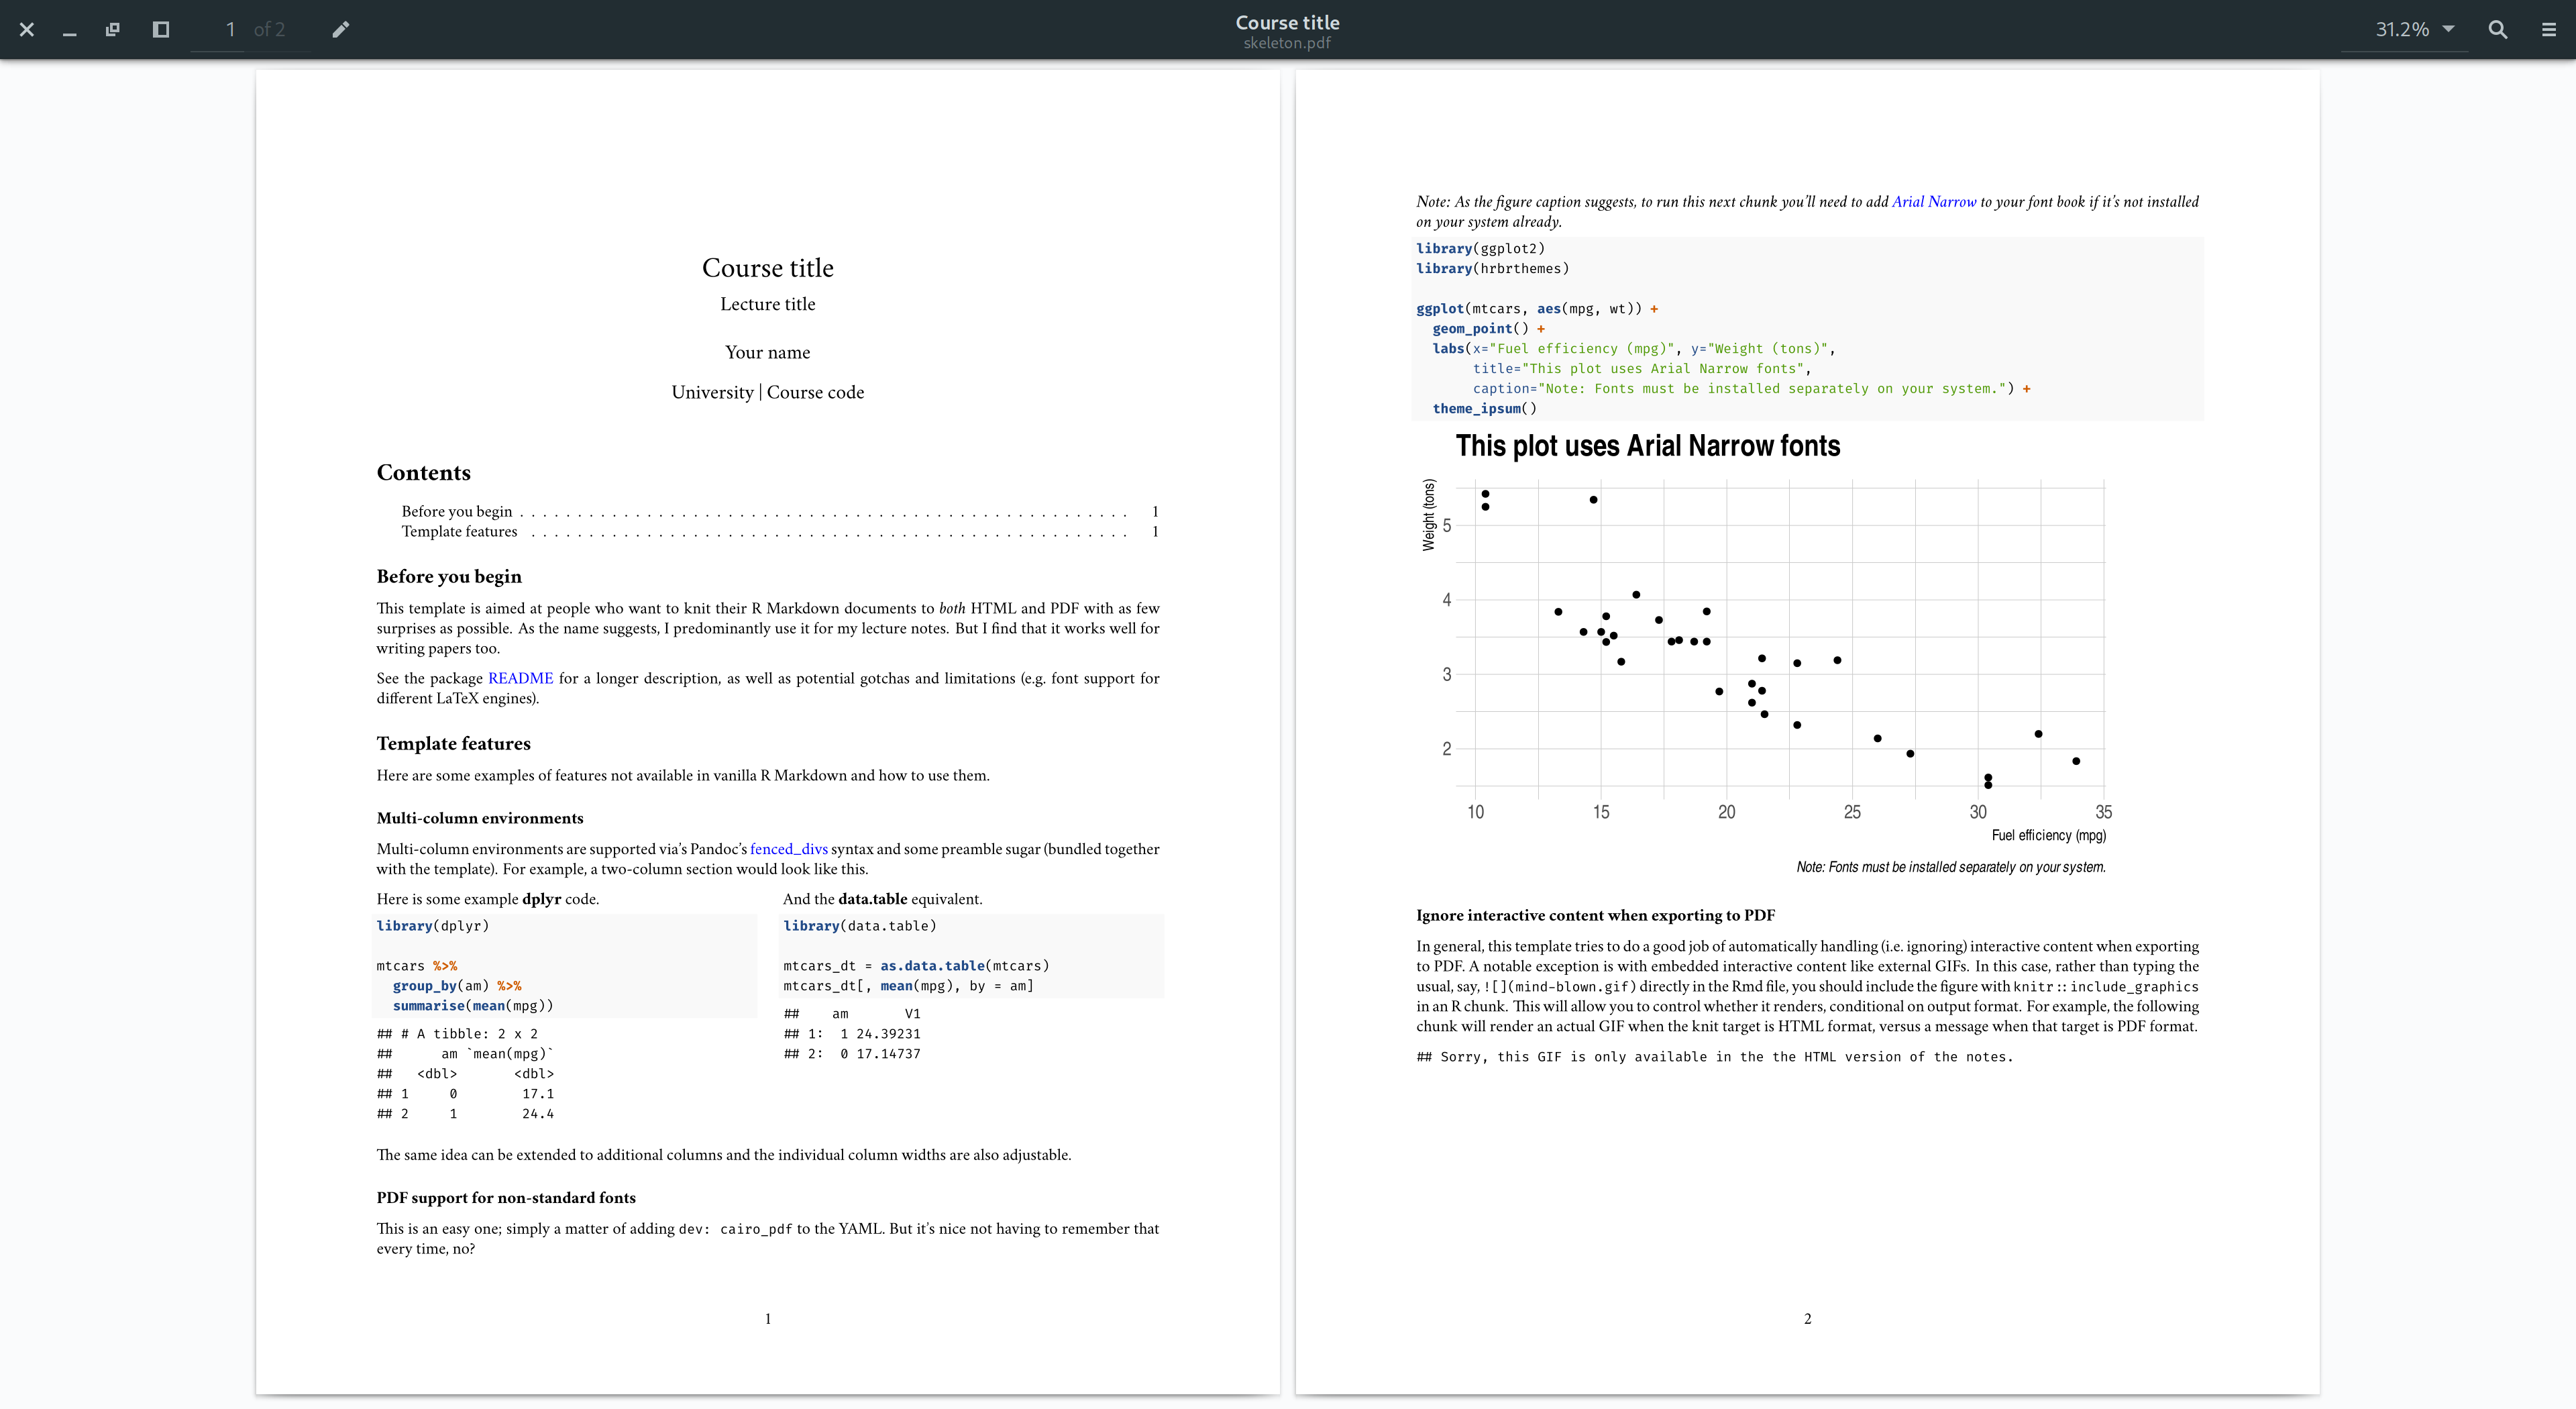 1 of 2
Course title
skeleton.pdf
31.2%
Course title
Lecture title
Your name
University | Course code
Contents
Before you begin . . . . . . . . . . . . . . . . . . . . . . . . . . . . . . 1
Template features . . . . . . . . . . . . . . . . . . . . . . . . . . . . . . 1
Before you begin
This template is aimed at people who want to knit their R Markdown documents to both HTML and PDF with as few
surprises as possible. As the name suggests, I predominantly use it for my lecture notes. But I find that it works well for
writing papers too.
See the package README for a longer description, as well as potential gotchas and limitations (e.g. font support for
different LaTeX engines).
Template features
Here are some examples of features not available in vanilla R Markdown and how to use them.
Multi-column environments
Multi-column environments are supported via's Pandoc's fenced_divs syntax and some preamble sugar (bundled together
with the template). For example, a two-column section would look like this.
Here is some example dplyr code.
library(dplyr)
mtcars %>%
  group_by(am) %>%
  summarise(mean(mpg))
## # A tibble: 2 x 2
##      am `mean(mpg)`
##   <dbl>       <dbl>
## 1     0        17.1
## 2     1        24.4
And the data.table equivalent.
library(data.table)
mtcars_dt = as.data.table(mtcars)
mtcars_dt[, mean(mpg), by = am]
##    am       V1
## 1:  1 24.39231
## 2:  0 17.14737
The same idea can be extended to additional columns and the individual column widths are also adjustable.
PDF support for non-standard fonts
This is an easy one; simply a matter of adding dev: cairo_pdf to the YAML. But it's nice not having to remember that
every time, no?
1
Note: As the figure caption suggests, to run this next chunk you'll need to add Arial Narrow to your font book if it's not installed
on your system already.
library(ggplot2)
library(hrbrthemes)
ggplot(mtcars, aes(mpg, wt)) +
  geom_point() +
  labs(x="Fuel efficiency (mpg)", y="Weight (tons)",
       title="This plot uses Arial Narrow fonts",
       caption="Note: Fonts must be installed separately on your system.") +
  theme_ipsum()
This plot uses Arial Narrow fonts
Weight (tons)
5
4
3
2
10 15 20 25 30 35
Fuel efficiency (mpg)
Note: Fonts must be installed separately on your system.
Ignore interactive content when exporting to PDF
In general, this template tries to do a good job of automatically handling (i.e. ignoring) interactive content when exporting
to PDF. A notable exception is with embedded interactive content like external GIFs. In this case, rather than typing the
usual, say, ![](mind-blown.gif) directly in the Rmd file, you should include the figure with knitr::include_graphics
in an R chunk. This will allow you to control whether it renders, conditional on output format. For example, the following
chunk will render an actual GIF when the knit target is HTML format, versus a message when that target is PDF format.
## Sorry, this GIF is only available in the the HTML version of the notes.
2